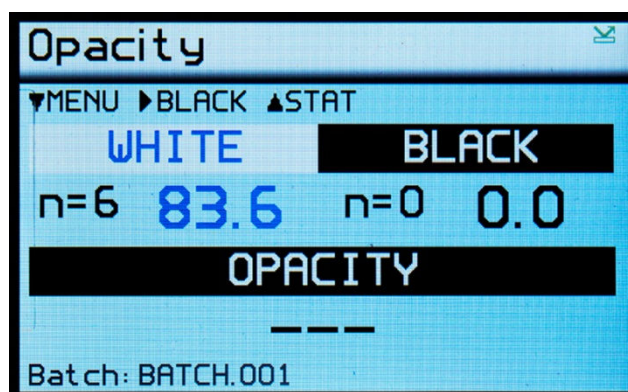 Opacity
▼MENU ▶BLACK ▲STAT
WHITE BLACK
n=6 83.6 n=0 0.0
OPACITY
---
Batch: BATCH.001